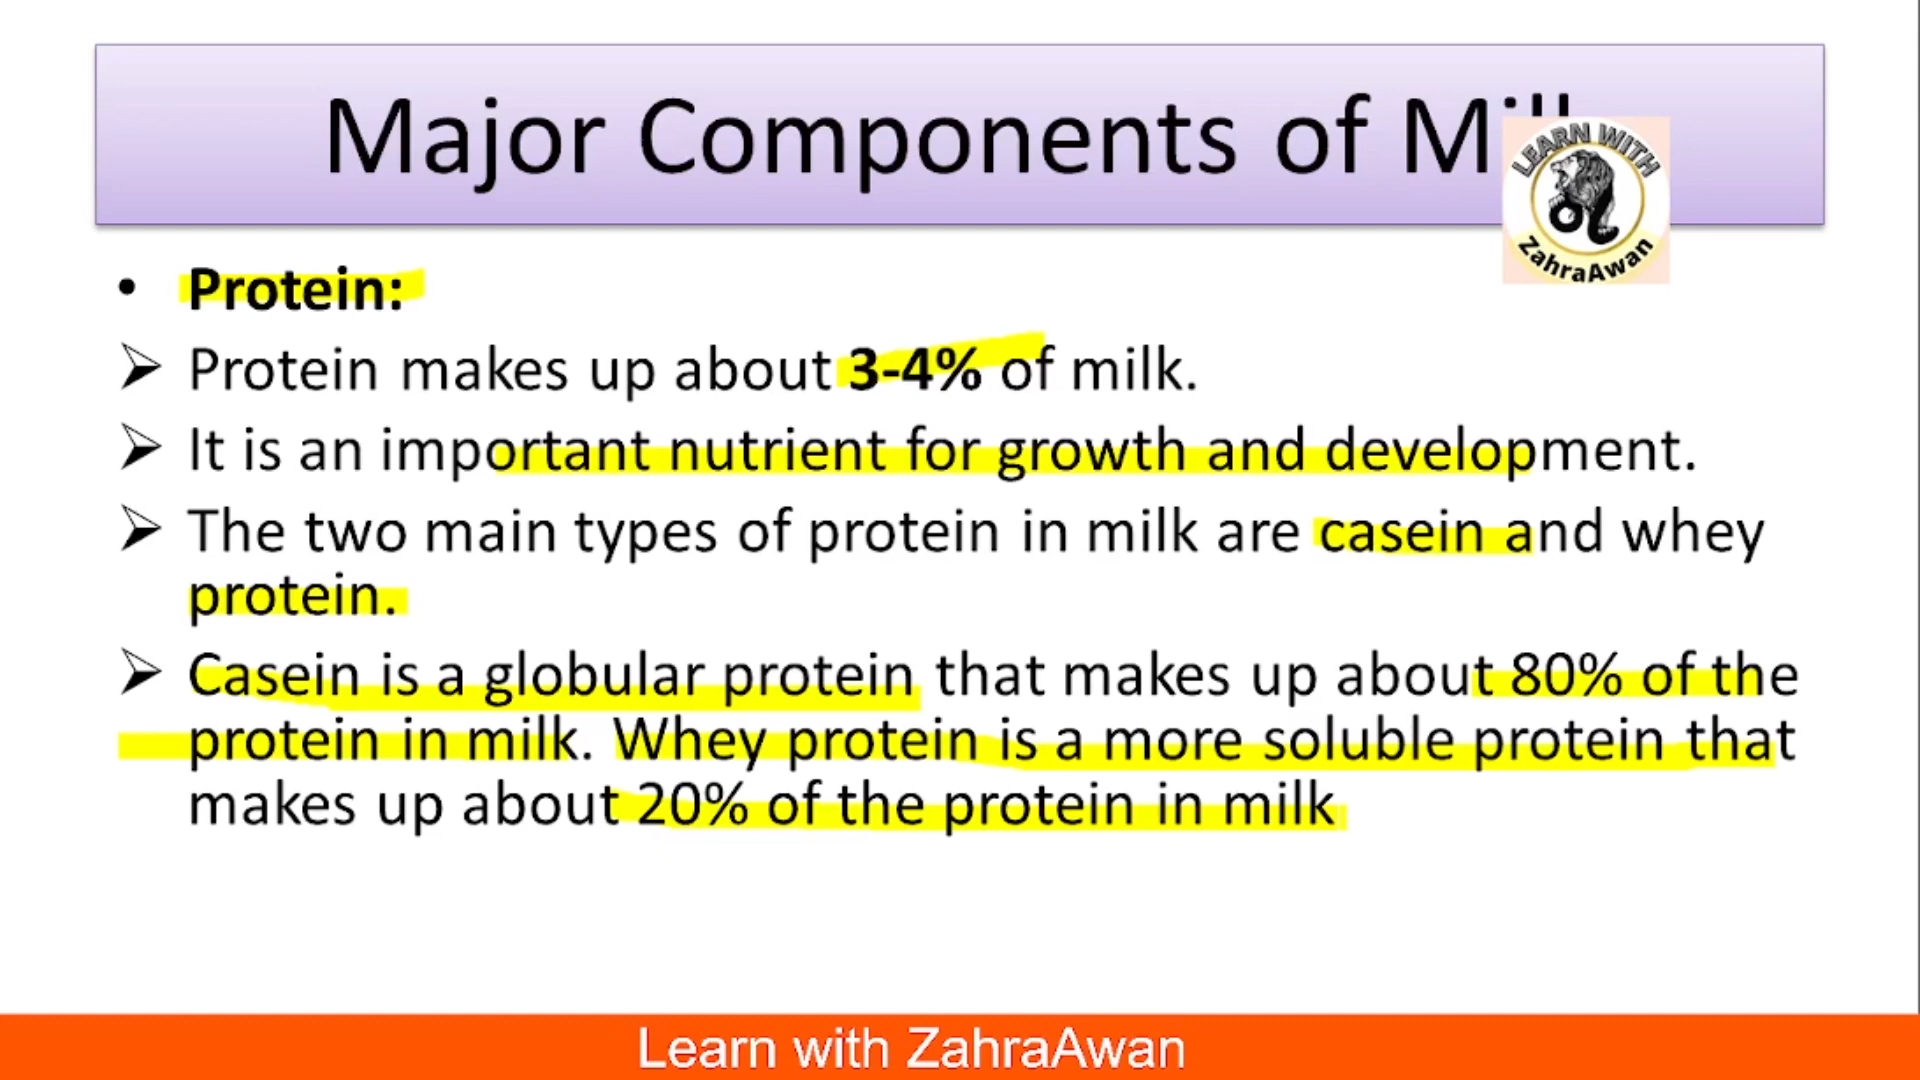 Major Components of Mil
LEARN WITH
ZahraAwan
• Protein:
➢ Protein makes up about 3-4% of milk.
➢ It is an important nutrient for growth and development.
➢ The two main types of protein in milk are casein and whey
protein.
➢ Casein is a globular protein that makes up about 80% of the
protein in milk. Whey protein is a more soluble protein that
makes up about 20% of the protein in milk
Learn with ZahraAwan